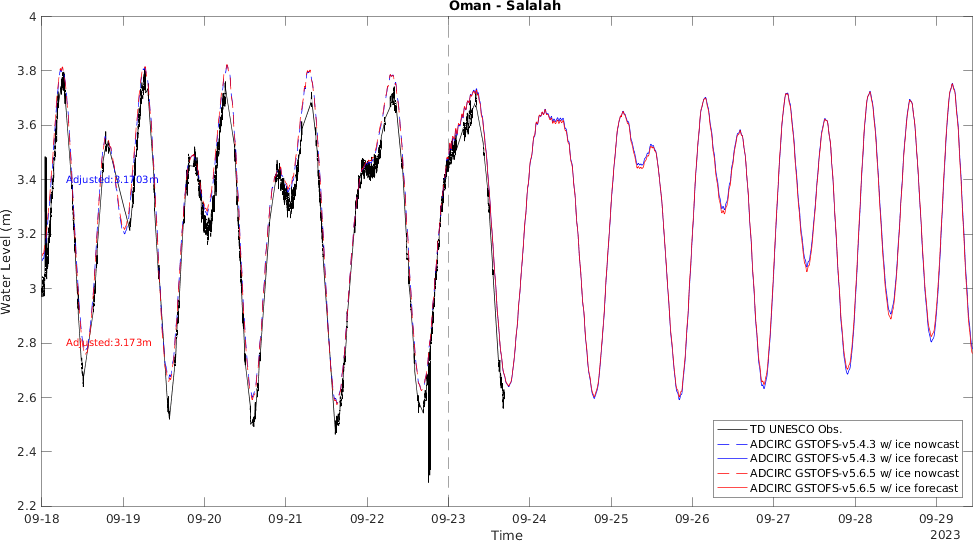 Oman - Salalah
4
3.8
3.6
3.4
3.2
3
2.8
2.6
2.4
2.2
Water Level (m)
Adjusted:3.1703m
Adjusted:3.173m
TD UNESCO Obs.
ADCIRC GSTOFS-v5.4.3 w/ ice nowcast
ADCIRC GSTOFS-v5.4.3 w/ ice forecast
ADCIRC GSTOFS-v5.6.5 w/ ice nowcast
ADCIRC GSTOFS-v5.6.5 w/ ice forecast
09-18 09-19 09-20 09-21 09-22 09-23 09-24 09-25 09-26 09-27 09-28 09-29
Time
2023